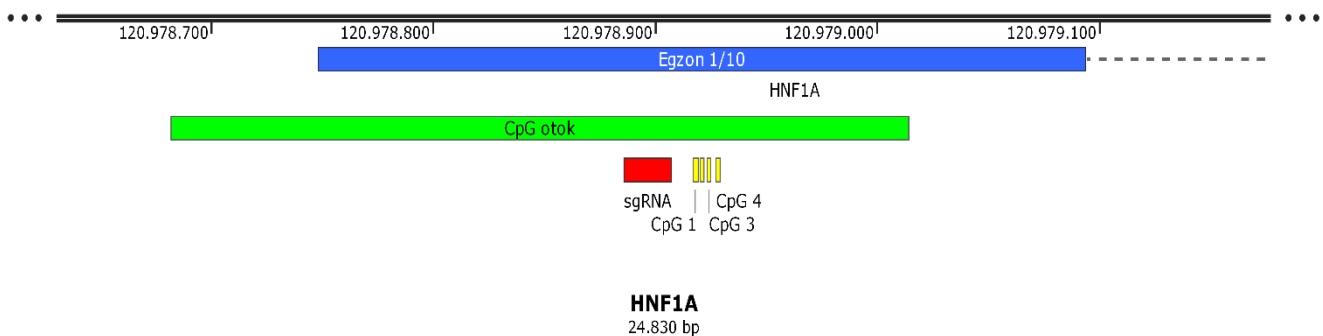 120.978.700 120.978.800 120.978.900 120.979.000 120.979.100
Egzon 1/10
HNF1A
CpG otok
sgRNA CpG 4
CpG 1 CpG 3
HNF1A
24.830 bp